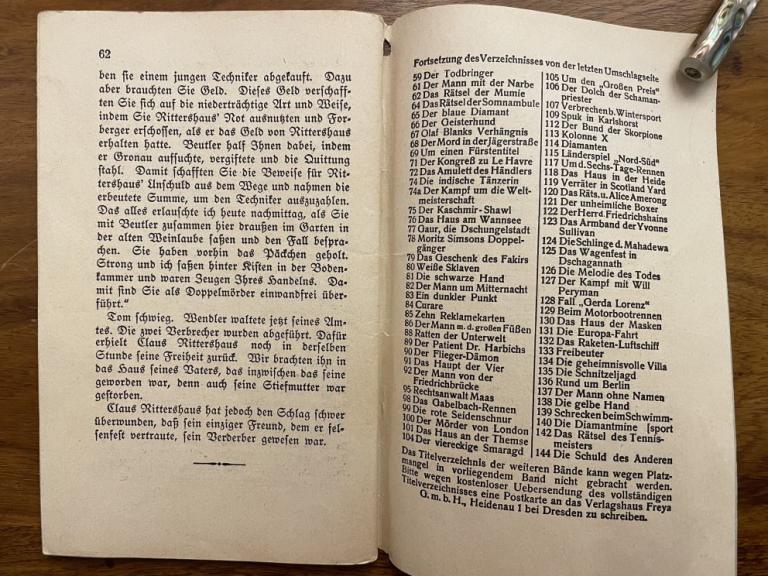 62
ben sie einem jungen Techniker abgekauft. Dazu
aber brauchten Sie Geld. Dieses Geld verschaff-
ten Sie sich auf die niederträchtige Art und Weise,
indem Sie Rittershaus' Not ausnutzten und For-
berger erschossen, als er das Geld von Rittershaus
erhalten hatte. Beutler half Ihnen dabei, indem
er Gronau aufsuchte, vergiftete und die Quittung
stahl. Damit schafften Sie die Beweise für Rit-
tershaus' Unschuld aus dem Wege und nahmen die
erbeutete Summe, um den Techniker auszuzahlen.
Das alles erlauschte ich heute nachmittag, als Sie
mit Beutler zusammen hier draußen im Garten in
der alten Weinlaube saßen und den Fall bespra-
chen. Sie haben vorhin das Päckchen geholt.
Strong und ich saßen hinter Kisten in der Boden-
kammer und waren Zeugen Ihres Handelns. Da-
mit sind Sie als Doppelmörder einwandfrei über-
führt."
Tom schwieg. Wendler waltete jetzt seines Am-
tes. Die zwei Verbrecher wurden abgeführt. Dafür
erhielt Claus Rittershaus noch in derselben
Stunde seine Freiheit zurück. Wir brachten ihn in
das Haus seines Vaters, das inzwischen das seine
geworden war, denn auch seine Stiefmutter war
gestorben.
Claus Rittershaus hat jedoch den Schlag schwer
überwunden, daß sein einziger Freund, dem er fel-
senfest vertraute, sein Verderber gewesen war.
Fortsetzung des Verzeichnisses von der letzten Umschlagseite
59 Der Todbringer
61 Der Mann mit der Narbe
62 Das Rätsel der Mumie
64 Das Rätsel der Somnambule
65 Der blaue Diamant
66 Der Geisterhund
67 Olaf Blanks Verhängnis
68 Der Mord in der Jägerstraße
69 Um einen Fürstentitel
71 Der Kongreß zu Le Havre
72 Das Amulett des Händlers
74 Die indische Tänzerin
74a Der Kampf um die Welt-
meisterschaft
75 Der Kaschmir-Shawl
76 Das Haus am Wannsee
77 Gaur, die Dschungelstadt
78 Moritz Simsons Doppel-
gänger
79 Das Geschenk des Fakirs
80 Weiße Sklaven
81 Die schwarze Hand
82 Der Mann um Mitternacht
83 Ein dunkler Punkt
84 Curare
85 Zehn Reklamekarten
86 Der Mann m. d. großen Füßen
88 Ratten der Unterwelt
89 Der Patient Dr. Harbichs
90 Der Flieger-Dämon
91 Das Haupt der Vier
92 Der Mann von der
Friedrichbrücke
95 Rechtsanwalt Maas
98 Das Gabelbach-Rennen
99 Die rote Seidenschnur
100 Der Mörder von London
101 Das Haus an der Themse
104 Der viereckige Smaragd
105 Um den „Großen Preis"
106 Der Dolch der Schaman-
priester
107 Verbrechen b. Wintersport
109 Spuk in Karlshorst
112 Der Bund der Skorpione
113 Kolonne X
114 Diamanten
115 Länderspiel „Nord-Süd"
117 Um d. Sechs-Tage-Rennen
118 Das Haus in der Heide
119 Verräter in Scotland Yard
120 Das Räts. u. Alice Amerong
121 Der unheimliche Boxer
122 Der Herr d. Friedrichshains
123 Das Armband der Yvonne
Sullivan
124 Die Schlinge d. Mahadewa
125 Das Wagenfest in
Dschagannath
126 Die Melodie des Todes
127 Der Kampf mit Will
Peryman
128 Fall „Gerda Lorenz"
129 Beim Motorbootrennen
130 Das Haus der Masken
131 Die Europa-Fahrt
132 Das Raketen-Luftschiff
133 Freibeuter
134 Die geheimnisvolle Villa
135 Die Schnitzeljagd
136 Rund um Berlin
137 Der Mann ohne Namen
138 Die gelbe Hand
139 Schrecken beim Schwimm-
140 Die Diamantmine [sport
142 Das Rätsel des Tennis-
meisters
144 Die Schuld des Anderen
Das Titelverzeichnis der weiteren Bände kann wegen Platz-
mangel in vorliegendem Band nicht gebracht werden.
Bitte wegen kostenloser Uebersendung des vollständigen
Titelverzeichnisses eine Postkarte an das Verlagshaus Freya
G. m. b. H., Heidenau 1 bei Dresden zu schreiben.